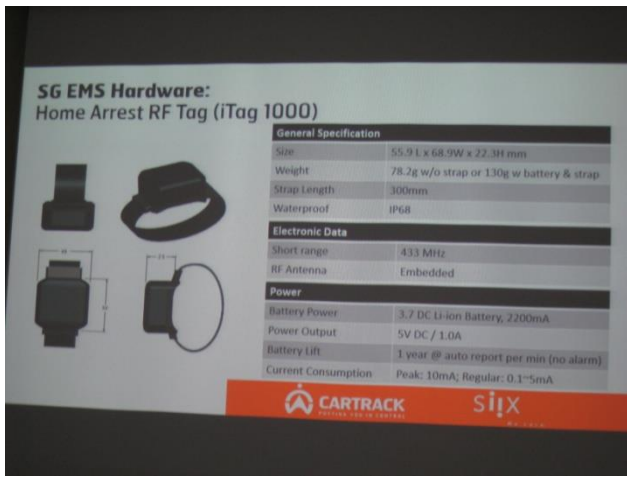 SG EMS Hardware:
Home Arrest RF Tag (iTag 1000)
General Specification
Size 55.9 L x 68.9W x 22.3H mm
Weight 78.2g w/o strap or 130g w battery & strap
Strap Length 300mm
Waterproof IP68
Electronic Data
Short range 433 MHz
RF Antenna Embedded
Power
Battery Power 3.7 DC Li-ion Battery, 2200mA
Power Output 5V DC / 1.0A
Battery Lift 1 year @ auto report per min (no alarm)
Current Consumption Peak: 10mA; Regular: 0.1~5mA
CARTRACK
PUTTING YOU IN CONTROL
SiiX